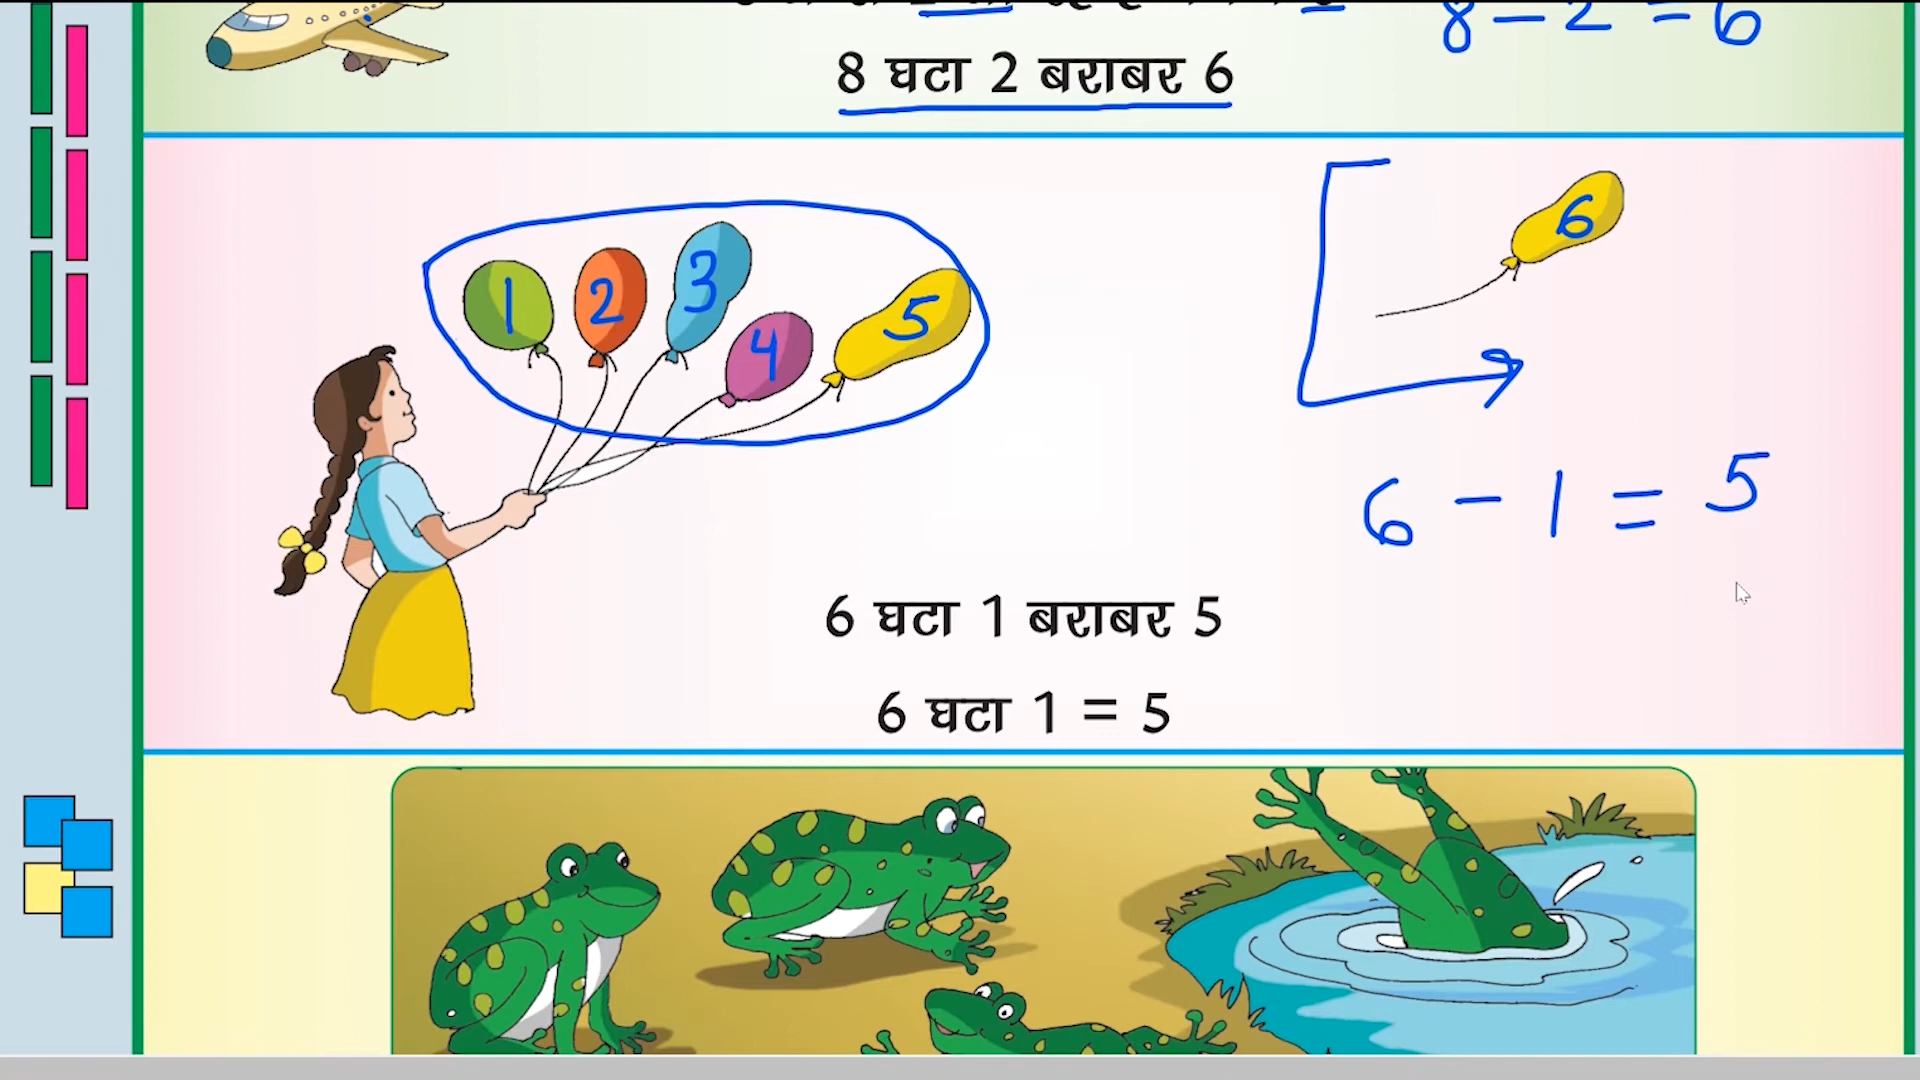 8 − 2 = 6
8 घटा 2 बराबर 6
1 2 3 4 5 6
6 − 1 = 5
6 घटा 1 बराबर 5
6 घटा 1 = 5